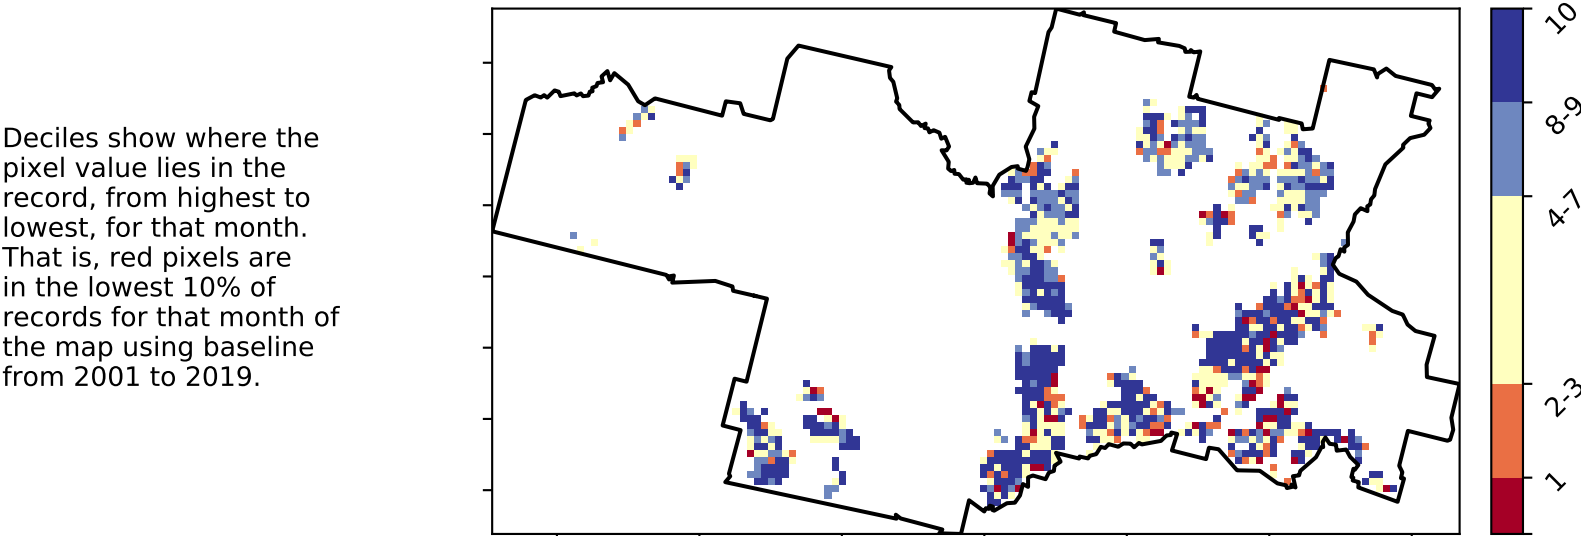 Deciles show where the
pixel value lies in the
record, from highest to
lowest, for that month.
That is, red pixels are
in the lowest 10% of
records for that month of
the map using baseline
from 2001 to 2019.
10
8-9
4-7
2-3
1